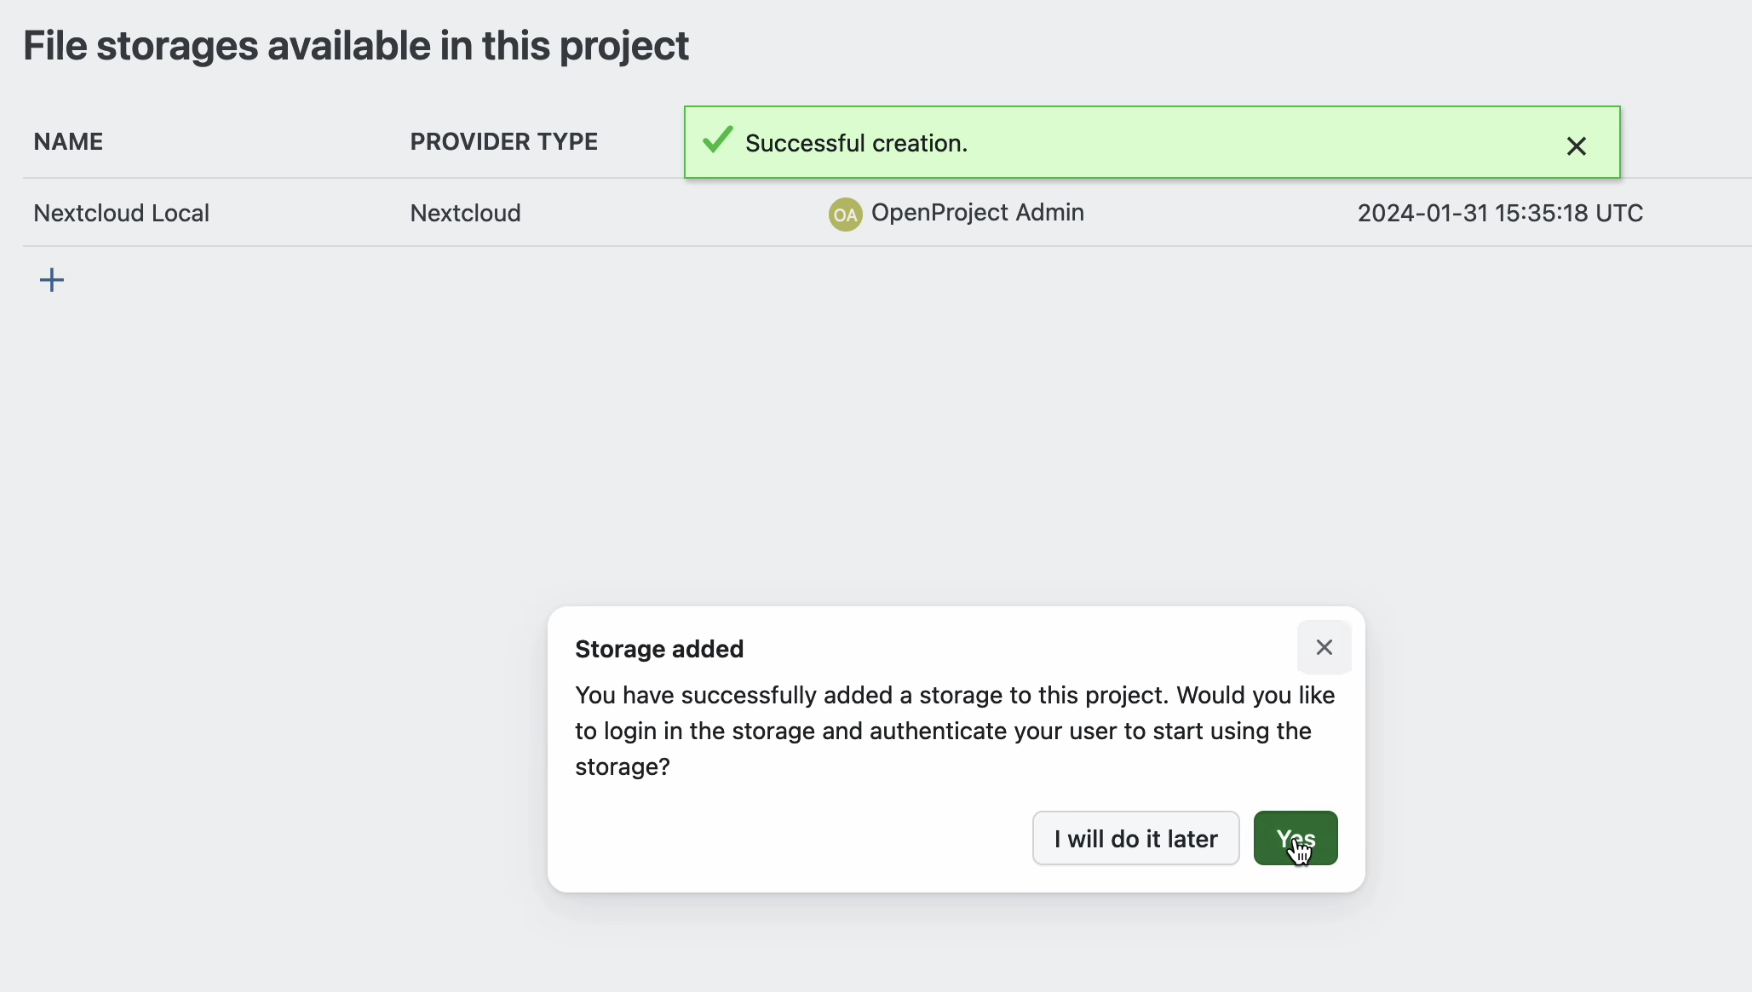 File storages available in this project
NAME PROVIDER TYPE
Successful creation.
Nextcloud Local Nextcloud OA OpenProject Admin 2024-01-31 15:35:18 UTC
Storage added
You have successfully added a storage to this project. Would you like
to login in the storage and authenticate your user to start using the
storage?
I will do it later Yes